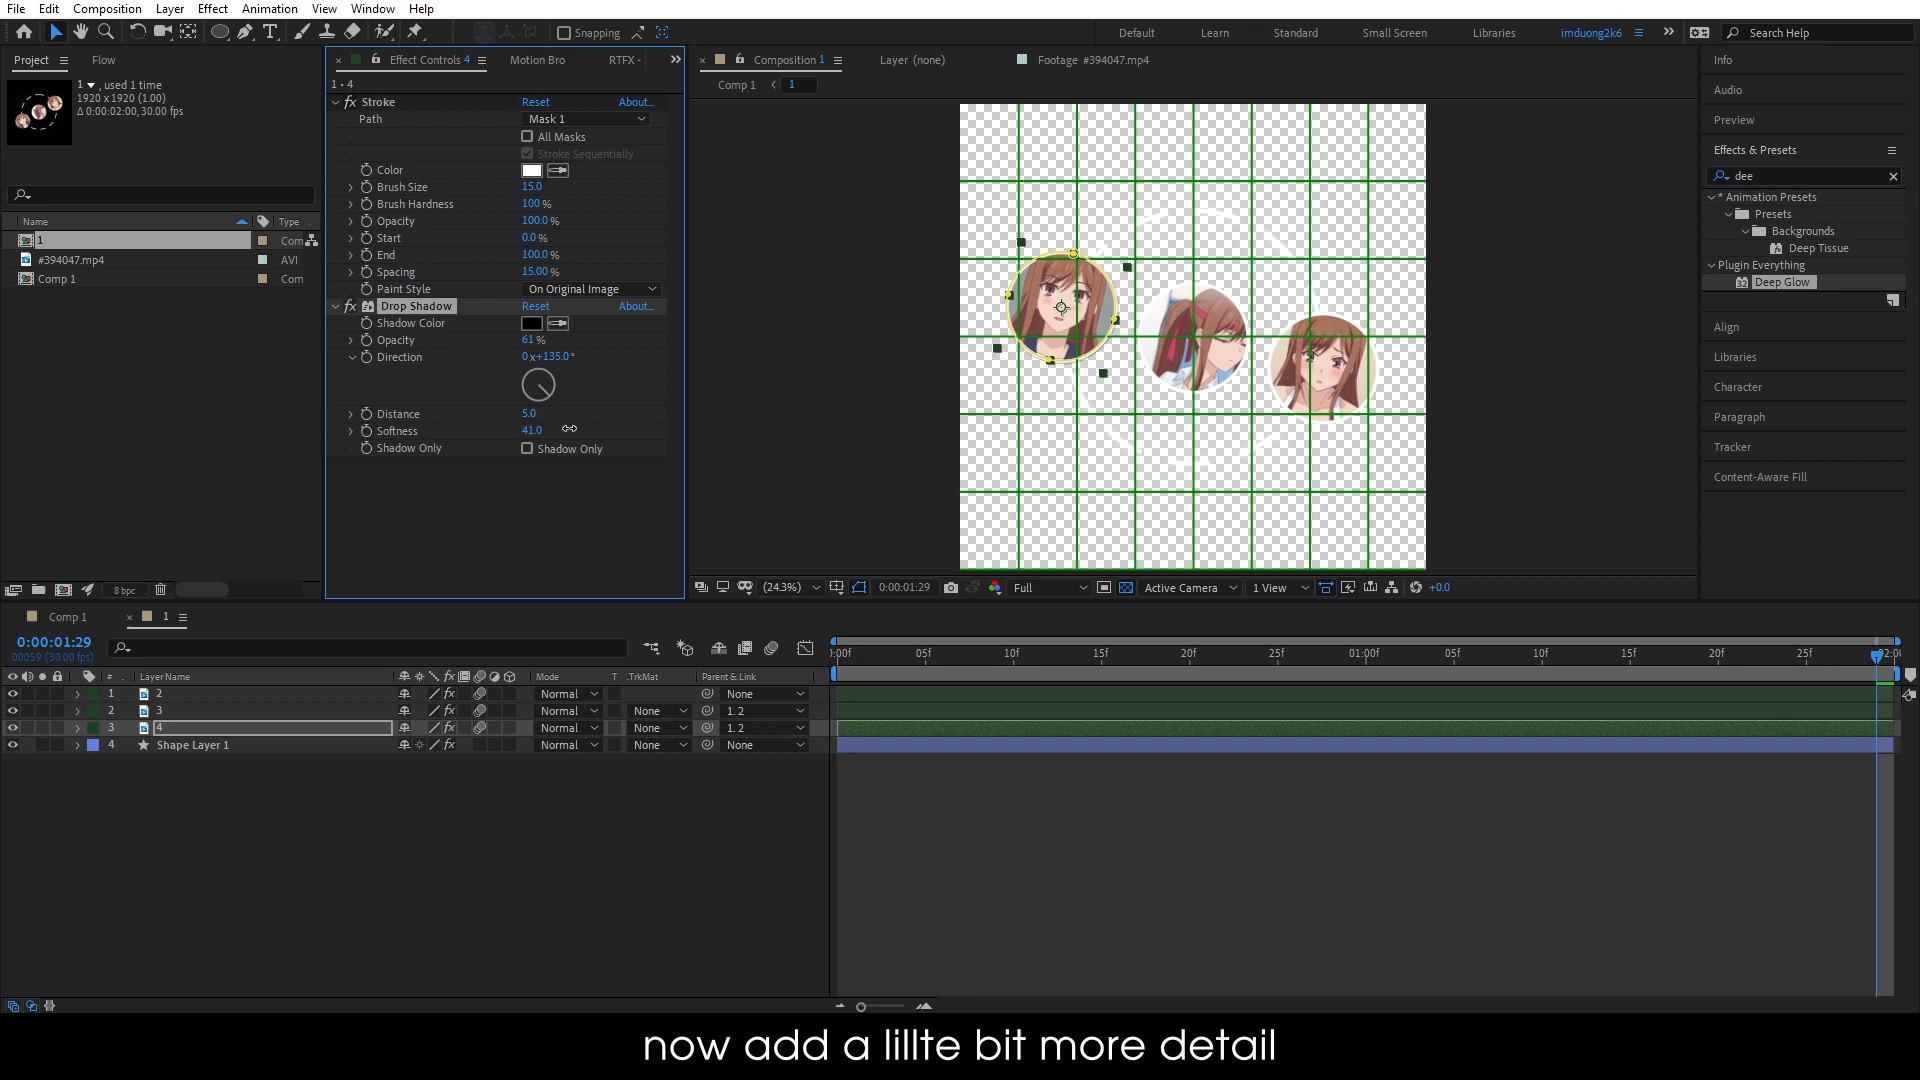 File Edit Composition Layer Effect Animation View Window Help
Snapping
Default Learn Standard Small Screen Libraries imduong2k6 Search Help
Project Flow
1 , used 1 time
1920 x 1920 (1.00)
Δ 0:00:02:00, 30.00 fps
Name Type
1 Com
#394047.mp4 AVI
Comp 1 Com
8 bpc
Effect Controls 4 Motion Bro RTFX -
1 • 4
fx Stroke Reset About...
Path Mask 1
All Masks
Stroke Sequentially
Color
Brush Size 15.0
Brush Hardness 100 %
Opacity 100.0 %
Start 0.0 %
End 100.0 %
Spacing 15.00 %
Paint Style On Original Image
fx Drop Shadow Reset About...
Shadow Color
Opacity 61 %
Direction 0 x+135.0 °
Distance 5.0
Softness 41.0
Shadow Only Shadow Only
Composition 1 Layer (none) Footage #394047.mp4
Comp 1 1
(24.3%) 0:00:01:29 Full Active Camera 1 View +0.0
Info
Audio
Preview
Effects & Presets
dee
* Animation Presets
Presets
Backgrounds
Deep Tissue
Plugin Everything
32 Deep Glow
Align
Libraries
Character
Paragraph
Tracker
Content-Aware Fill
Comp 1 1
0:00:01:29
00059 (30.00 fps)
:00f 05f 10f 15f 20f 25f 01:00f 05f 10f 15f 20f 25f 02:00
# Layer Name fx Mode T .TrkMat Parent & Link
1 2 fx Normal None
2 3 fx Normal None 1. 2
3 4 fx Normal None 1. 2
4 Shape Layer 1 fx Normal None None
now add a lillte bit more detail